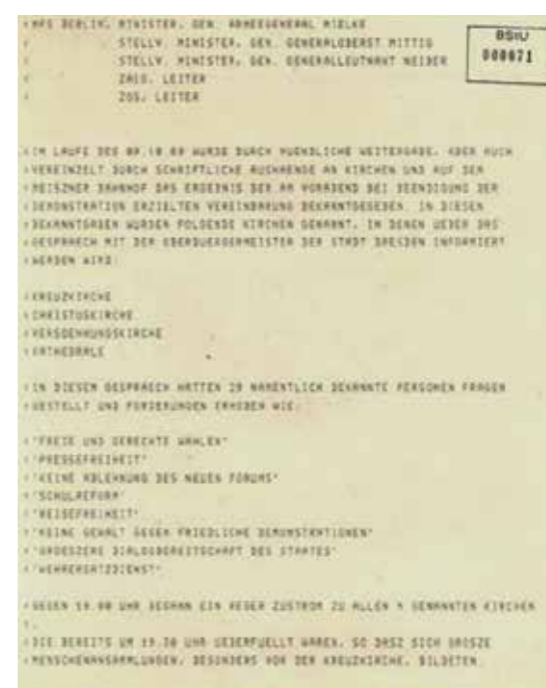 MFS BERLIN, MINISTER, GEN. ARMEEGENERAL MIELKE
STELLV. MINISTER, GEN. GENERALOBERST MITTIG
STELLV. MINISTER, GEN. GENERALLEUTNANT NEIBER
ZAIG, LEITER
ZOS, LEITER
BStU
000071
IM LAUFE DES 09.10.89 WURDE DURCH MUENDLICHE WEITERGABE, ABER AUCH
VEREINZELT DURCH SCHRIFTLICHE AUSHAENGE AN KIRCHEN UND AUF DEM
MEISZNER BAHNHOF DAS ERGEBNIS DER AM VORABEND BEI BEENDIGUNG DER
DEMONSTRATION ERZIELTEN VEREINBARUNG BEKANNTGEGEBEN. IN DIESEN
BEKANNTGABEN WURDEN FOLGENDE KIRCHEN GENANNT, IN DENEN UEBER DAS
GESPRAECH MIT DEM OBERBUERGERMEISTER DER STADT DRESDEN INFORMIERT
WERDEN WIRD:
KREUZKIRCHE
CHRISTUSKIRCHE
VERSOEHNUNGSKIRCHE
KATHEDRALE
IN DIESEM GESPRAECH HATTEN 20 NAMENTLICH BEKANNTE PERSONEN FRAGEN
GESTELLT UND FORDERUNGEN ERHOBEN WIE:
"FREIE UND GERECHTE WAHLEN"
"PRESSEFREIHEIT"
"KEINE ABLEHNUNG DES NEUEN FORUMS"
"SCHULREFORM"
"REISEFREIHEIT"
"KEINE GEWALT GEGEN FRIEDLICHE DEMONSTRATIONEN"
"GROESZERE DIALOGBEREITSCHAFT DES STAATES"
"WEHRERSATZDIENST"
GEGEN 19.00 UHR BEGANN EIN REGER ZUSTROM ZU ALLEN 4 GENANNTEN KIRCHEN
,
DIE BEREITS UM 19.30 UHR UEBERFUELLT WAREN, SO DASZ SICH GROSZE
MENSCHENANSAMMLUNGEN, BESONDERS VOR DER KREUZKIRCHE, BILDETEN.